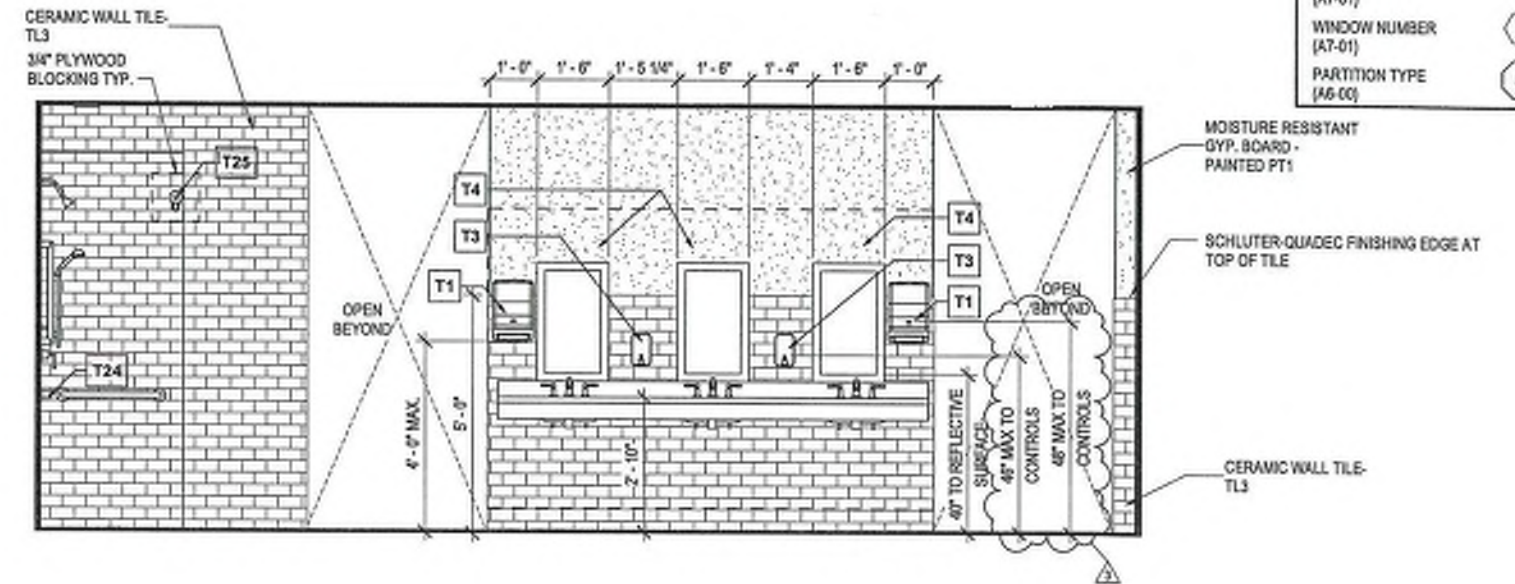 CERAMIC WALL TILE-
TL3
3/4" PLYWOOD
BLOCKING TYP.
1' - 0"
1' - 6"
1' - 5 1/4"
1' - 6"
1' - 4"
1' - 6"
1' - 0"
(A7-01)
WINDOW NUMBER
(A7-01)
PARTITION TYPE
(A6-00)
MOISTURE RESISTANT
GYP. BOARD -
PAINTED PT1
T25
T4
T3
T1
T4
T3
T1
SCHLUTER-QUADEC FINISHING EDGE AT
TOP OF TILE
OPEN
BEYOND
OPEN
BEYOND
T24
4' - 0" MAX.
5' - 0"
2' - 10"
40" TO REFLECTIVE
SURFACE
MAX TO
CONTROLS
48" MAX TO
CONTROLS
CERAMIC WALL TILE-
TL3